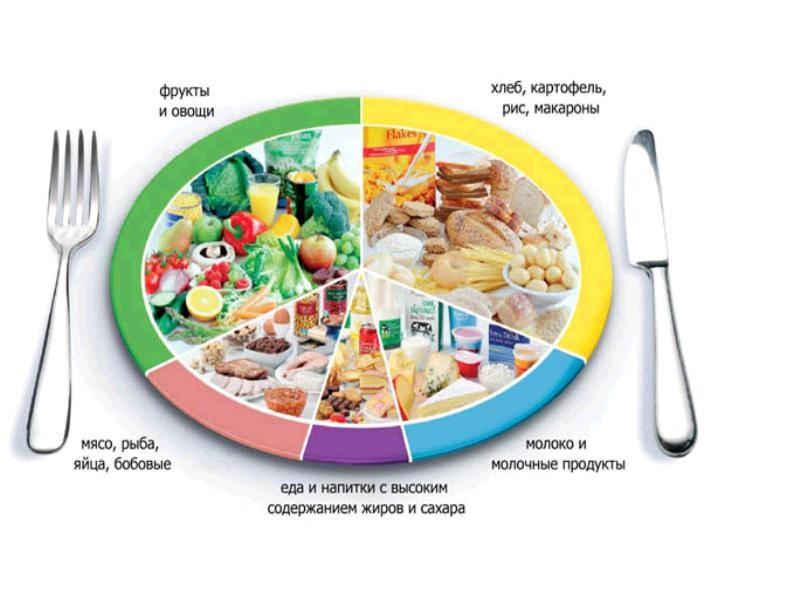 фрукты
и овощи
хлеб, картофель,
рис, макароны
Flakes
мясо, рыба,
яйца, бобовые
молоко и
молочные продукты
еда и напитки с высоким
содержанием жиров и сахара